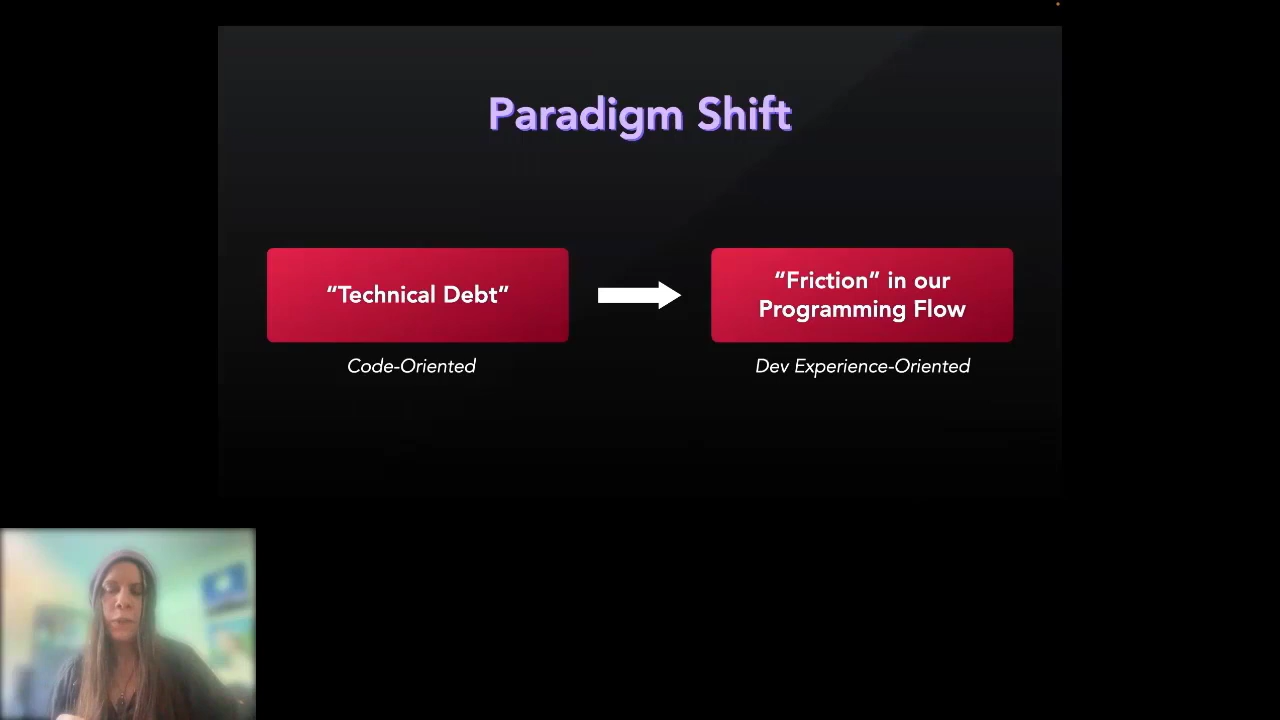 Paradigm Shift
“Technical Debt”
Code-Oriented
“Friction” in our
Programming Flow
Dev Experience-Oriented